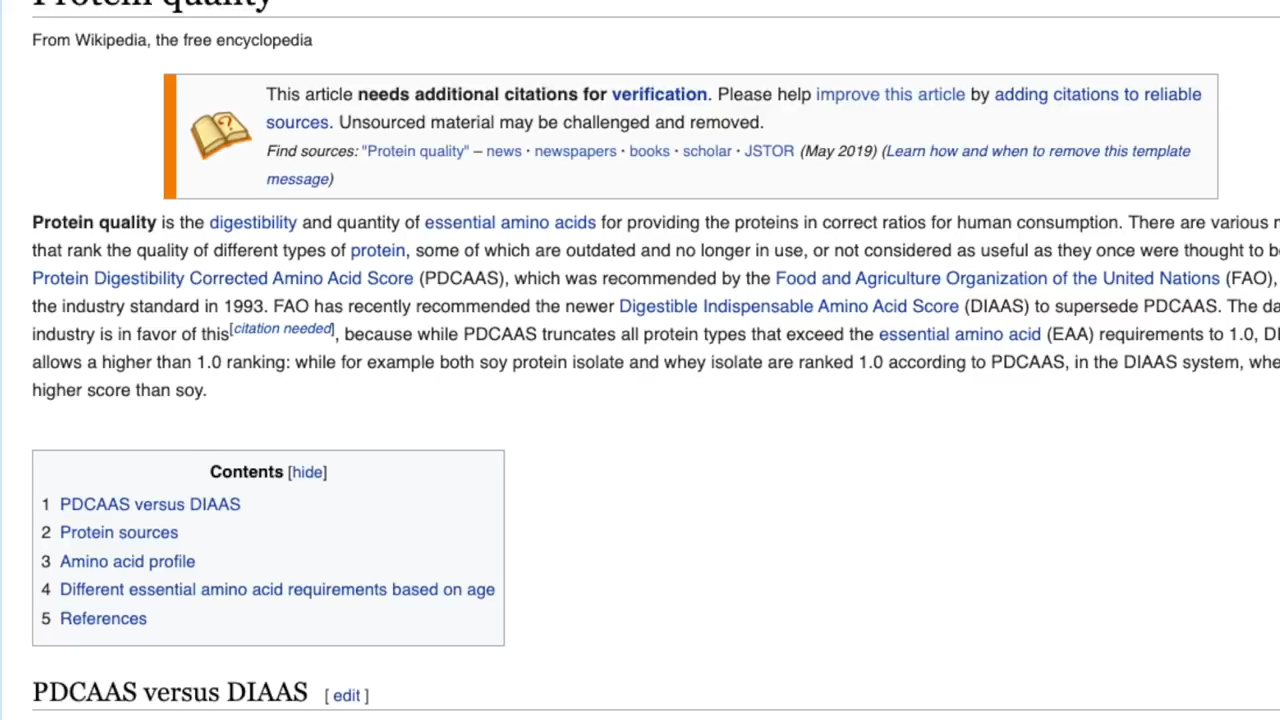 Protein quality
From Wikipedia, the free encyclopedia
This article needs additional citations for verification. Please help improve this article by adding citations to reliable
sources. Unsourced material may be challenged and removed.
Find sources: "Protein quality" – news · newspapers · books · scholar · JSTOR (May 2019) (Learn how and when to remove this template
message)
Protein quality is the digestibility and quantity of essential amino acids for providing the proteins in correct ratios for human consumption. There are various
that rank the quality of different types of protein, some of which are outdated and no longer in use, or not considered as useful as they once were thought to
Protein Digestibility Corrected Amino Acid Score (PDCAAS), which was recommended by the Food and Agriculture Organization of the United Nations (FAO),
the industry standard in 1993. FAO has recently recommended the newer Digestible Indispensable Amino Acid Score (DIAAS) to supersede PDCAAS. The
industry is in favor of this[citation needed], because while PDCAAS truncates all protein types that exceed the essential amino acid (EAA) requirements to 1.0,
allows a higher than 1.0 ranking: while for example both soy protein isolate and whey isolate are ranked 1.0 according to PDCAAS, in the DIAAS system,
higher score than soy.
Contents [hide]
1 PDCAAS versus DIAAS
2 Protein sources
3 Amino acid profile
4 Different essential amino acid requirements based on age
5 References
PDCAAS versus DIAAS [ edit ]